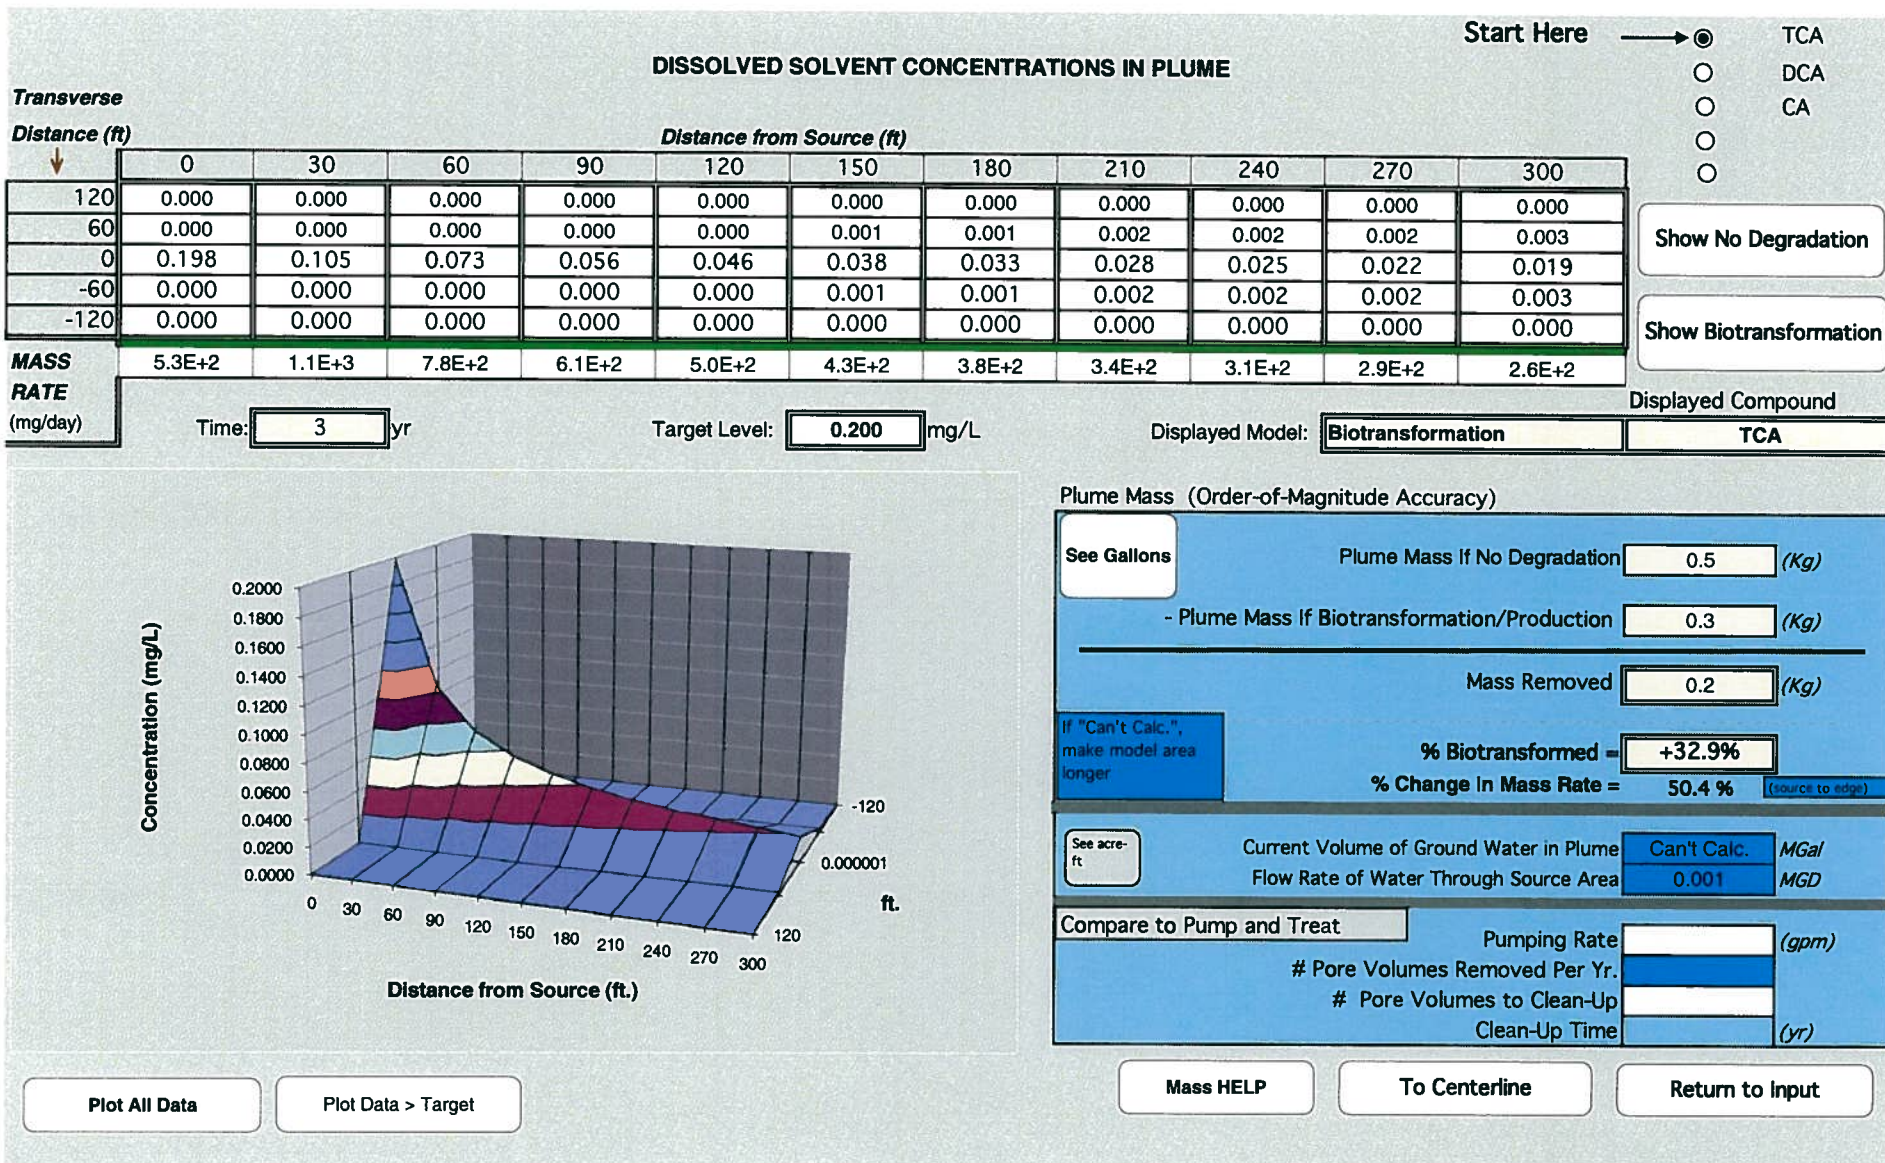 Start Here
TCA
DCA
CA
DISSOLVED SOLVENT CONCENTRATIONS IN PLUME
Transverse
Distance (ft)
Distance from Source (ft)
0 30 60 90 120 150 180 210 240 270 300
120 0.000 0.000 0.000 0.000 0.000 0.000 0.000 0.000 0.000 0.000 0.000
60 0.000 0.000 0.000 0.000 0.000 0.001 0.001 0.002 0.002 0.002 0.003
0 0.198 0.105 0.073 0.056 0.046 0.038 0.033 0.028 0.025 0.022 0.019
-60 0.000 0.000 0.000 0.000 0.000 0.001 0.001 0.002 0.002 0.002 0.003
-120 0.000 0.000 0.000 0.000 0.000 0.000 0.000 0.000 0.000 0.000 0.000
MASS 5.3E+2 1.1E+3 7.8E+2 6.1E+2 5.0E+2 4.3E+2 3.8E+2 3.4E+2 3.1E+2 2.9E+2 2.6E+2
RATE
(mg/day)
Show No Degradation
Show Biotransformation
Time: 3 yr
Target Level: 0.200 mg/L
Displayed Compound
Displayed Model: Biotransformation TCA
Concentration (mg/L)
0.2000
0.1800
0.1600
0.1400
0.1200
0.1000
0.0800
0.0600
0.0400
0.0200
0.0000
0 30 60 90 120 150 180 210 240 270 300
-120
0.000001
120
ft.
Distance from Source (ft.)
Plume Mass (Order-of-Magnitude Accuracy)
See Gallons
Plume Mass If No Degradation 0.5 (Kg)
- Plume Mass If Biotransformation/Production 0.3 (Kg)
Mass Removed 0.2 (Kg)
If "Can't Calc.",
make model area
longer
% Biotransformed = +32.9%
% Change in Mass Rate = 50.4 % (source to edge)
See acre-
ft
Current Volume of Ground Water in Plume Can't Calc. MGal
Flow Rate of Water Through Source Area 0.001 MGD
Compare to Pump and Treat
Pumping Rate (gpm)
# Pore Volumes Removed Per Yr.
# Pore Volumes to Clean-Up
Clean-Up Time (yr)
Plot All Data
Plot Data > Target
Mass HELP
To Centerline
Return to Input